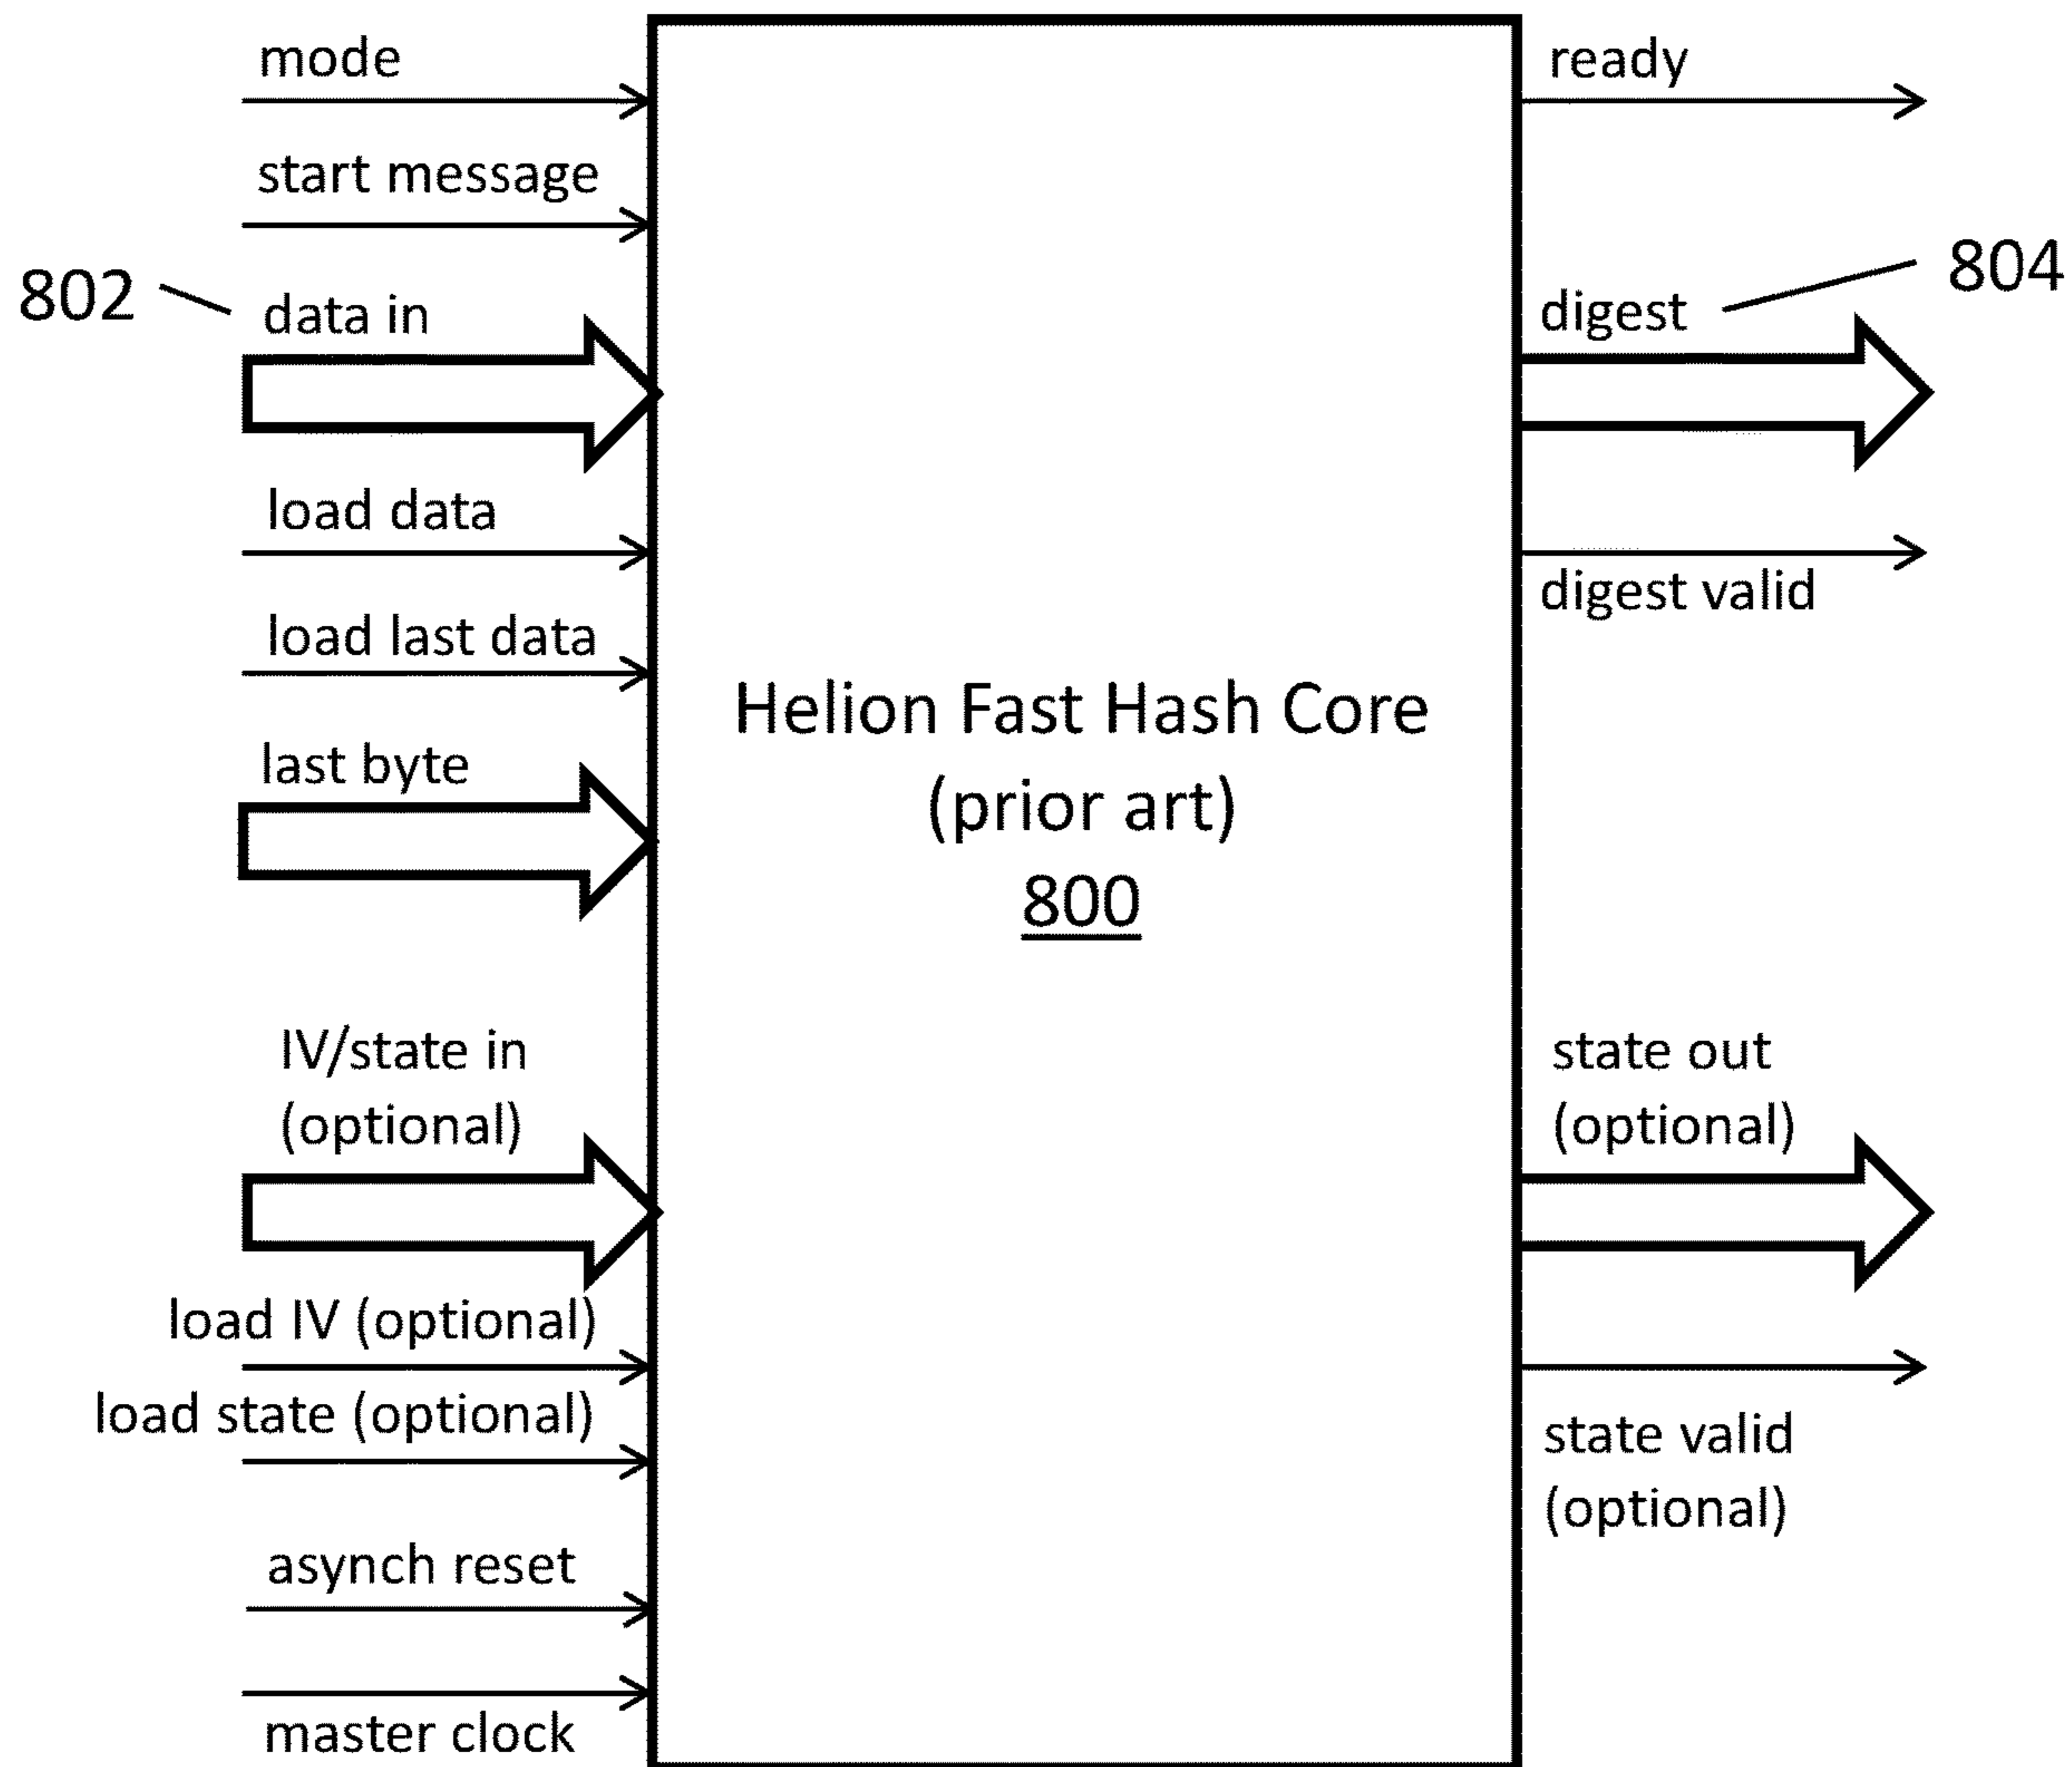 mode
start message
802
data in
load data
load last data
last byte
IV/state in
(optional)
load IV (optional)
load state (optional)
asynch reset
master clock
Helion Fast Hash Core
(prior art)
800
ready
digest
804
digest valid
state out
(optional)
state valid
(optional)